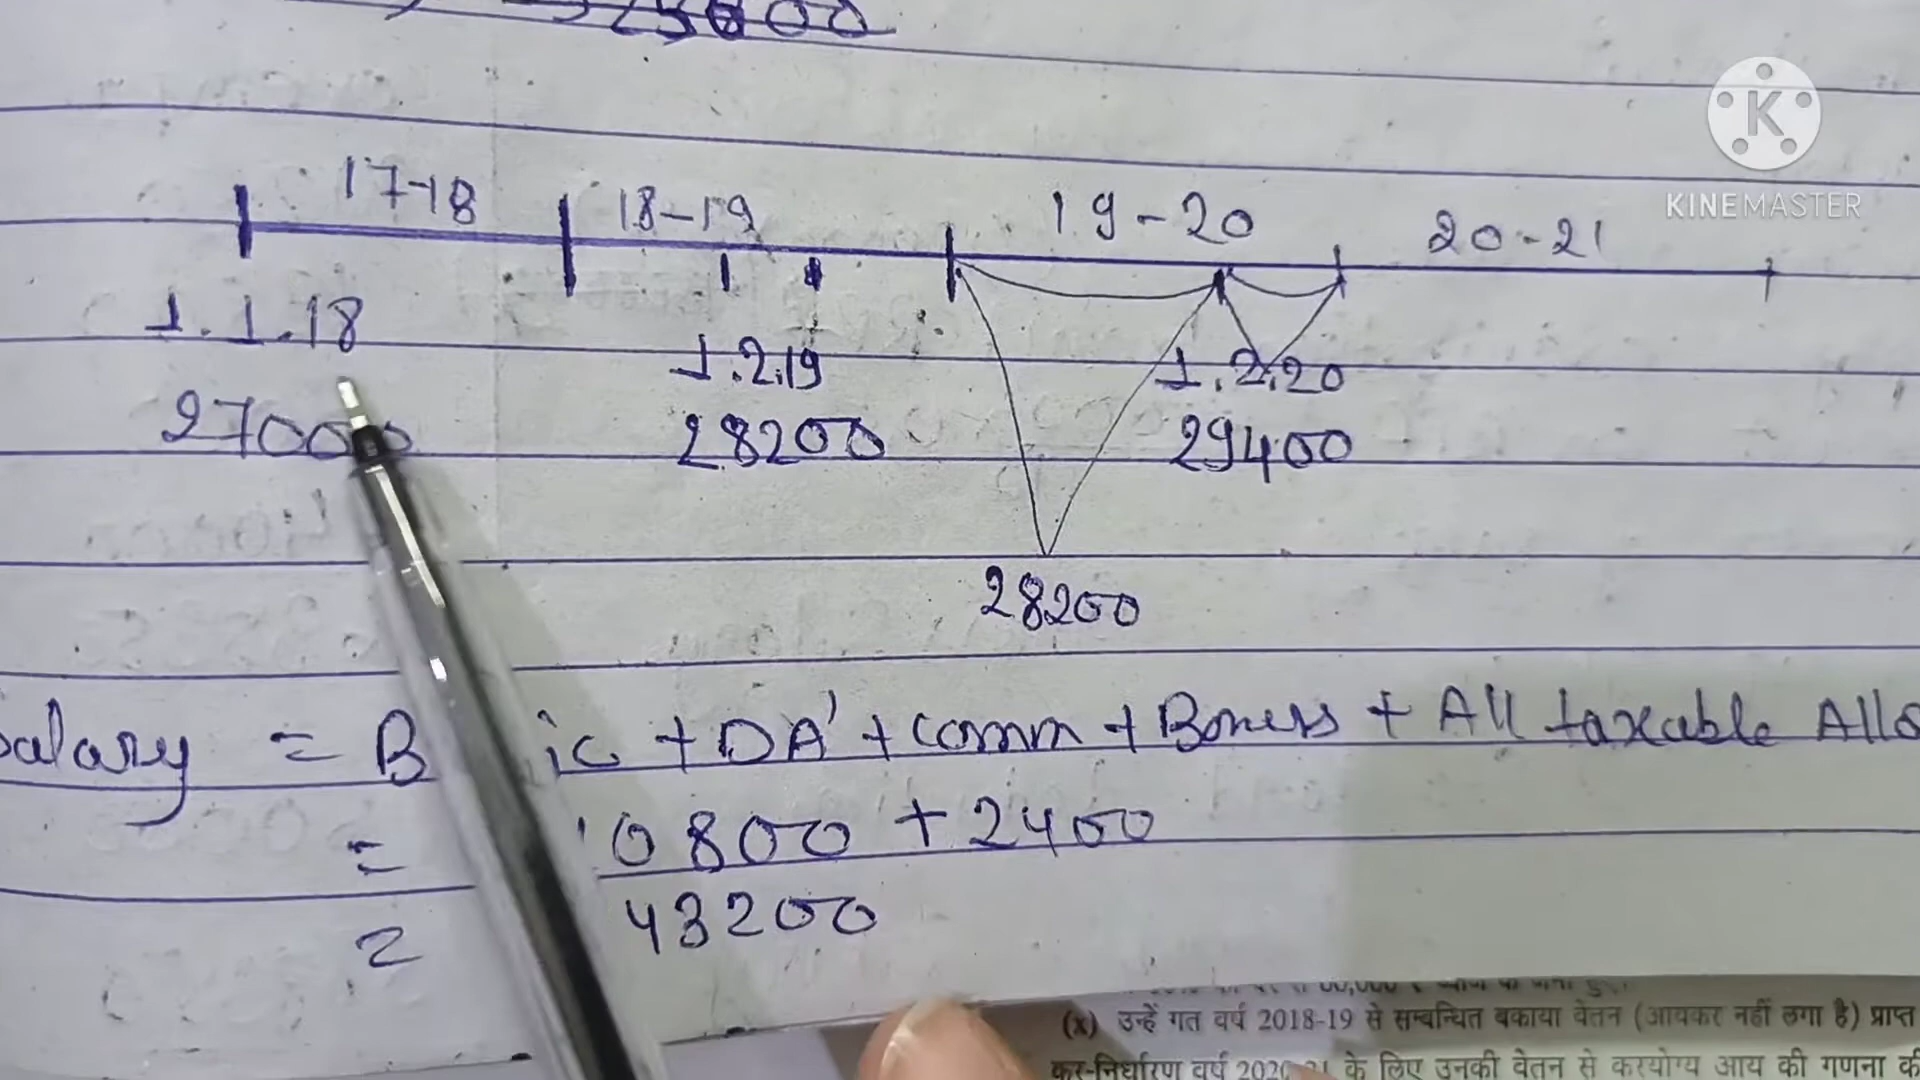 17-18 18-19 19-20 20-21
1.1.18 1.2.19 1.2.20
27000 28200 29400
28200
Salary = B ic + DA + Comm + Bonus + All taxable Allo
= 0800 + 2400
= 43200
(x) उन्हें गत वर्ष 2018-19 से सम्बन्धित बकाया वेतन (आयकर नहीं लगा है) प्राप्त
कर-निर्धारण वर्ष 2020-21 के लिए उनकी वेतन से करयोग्य आय की गणना की
KINEMASTER